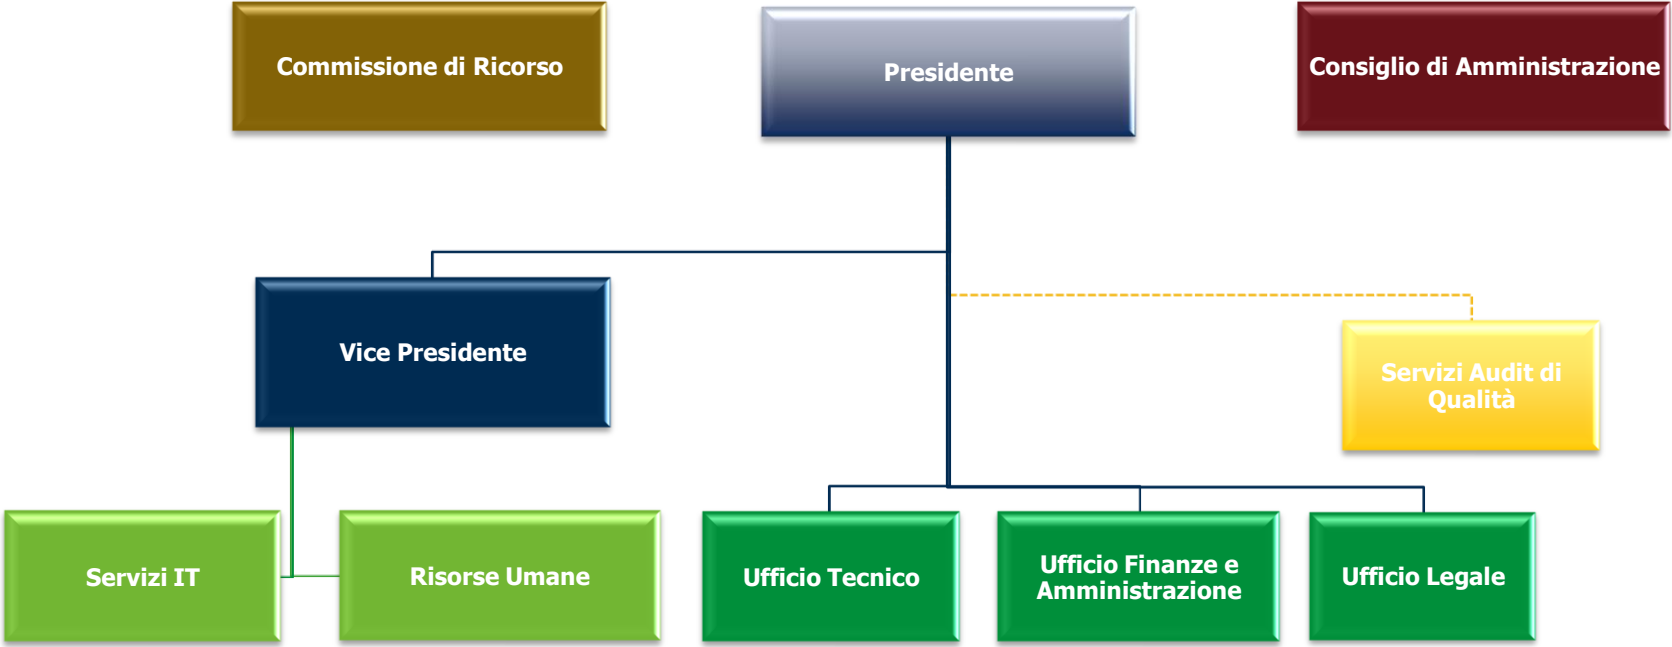 Commissione di Ricorso
Presidente
Consiglio di Amministrazione
Vice Presidente
Servizi Audit di
Qualità
Servizi IT
Risorse Umane
Ufficio Tecnico
Ufficio Finanze e
Amministrazione
Ufficio Legale